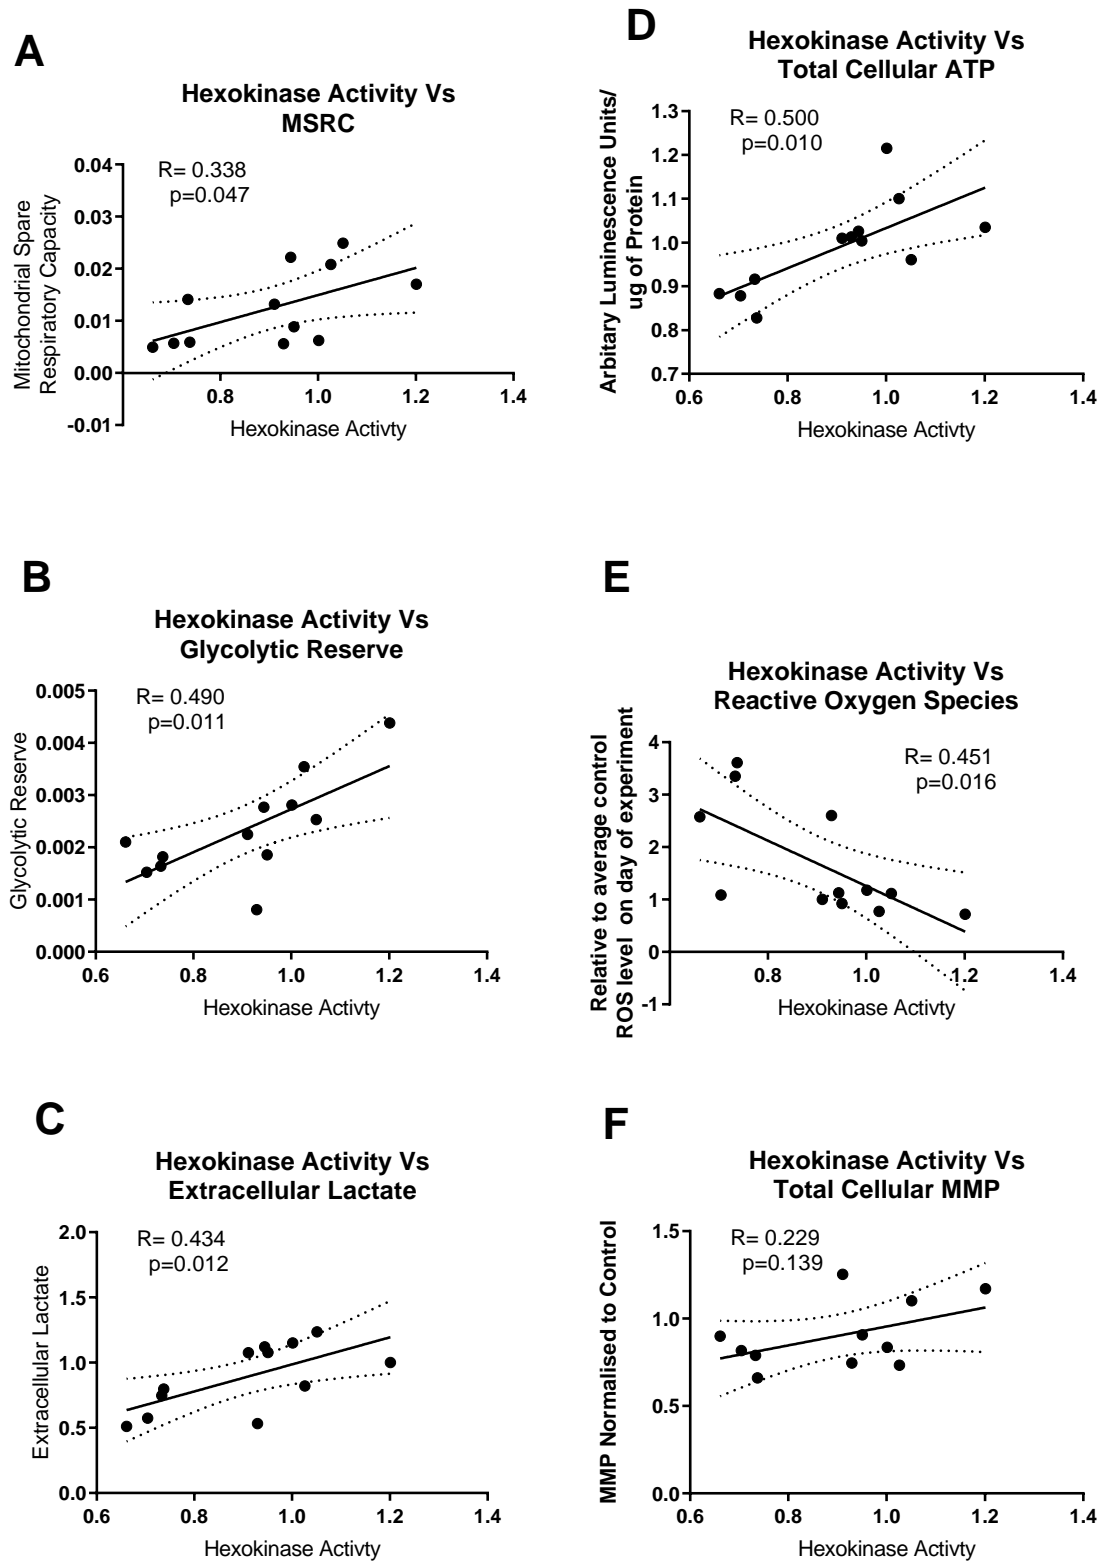 A
Hexokinase Activity Vs
MSRC
R= 0.338
p=0.047
Mitochondrial Spare
Respiratory Capacity
0.04
0.03
0.02
0.01
0.00
-0.01
0.8 1.0 1.2 1.4
Hexokinase Activty
D
Hexokinase Activity Vs
Total Cellular ATP
R= 0.500
p=0.010
Arbitary Luminescence Units/
ug of Protein
1.3
1.2
1.1
1.0
0.9
0.8
0.7
0.6 0.8 1.0 1.2 1.4
Hexokinase Activty
B
Hexokinase Activity Vs
Glycolytic Reserve
R= 0.490
p=0.011
Glycolytic Reserve
0.005
0.004
0.003
0.002
0.001
0.000
0.6 0.8 1.0 1.2 1.4
Hexokinase Activty
E
Hexokinase Activity Vs
Reactive Oxygen Species
R= 0.451
p=0.016
Relative to average control
ROS level on day of experiment
4
3
2
1
0
-1
0.8 1.0 1.2 1.4
Hexokinase Activty
C
Hexokinase Activity Vs
Extracellular Lactate
R= 0.434
p=0.012
Extracellular Lactate
2.0
1.5
1.0
0.5
0.0
0.6 0.8 1.0 1.2 1.4
Hexokinase Activty
F
Hexokinase Activity Vs
Total Cellular MMP
R= 0.229
p=0.139
MMP Normalised to Control
1.5
1.0
0.5
0.0
0.6 0.8 1.0 1.2 1.4
Hexokinase Activty